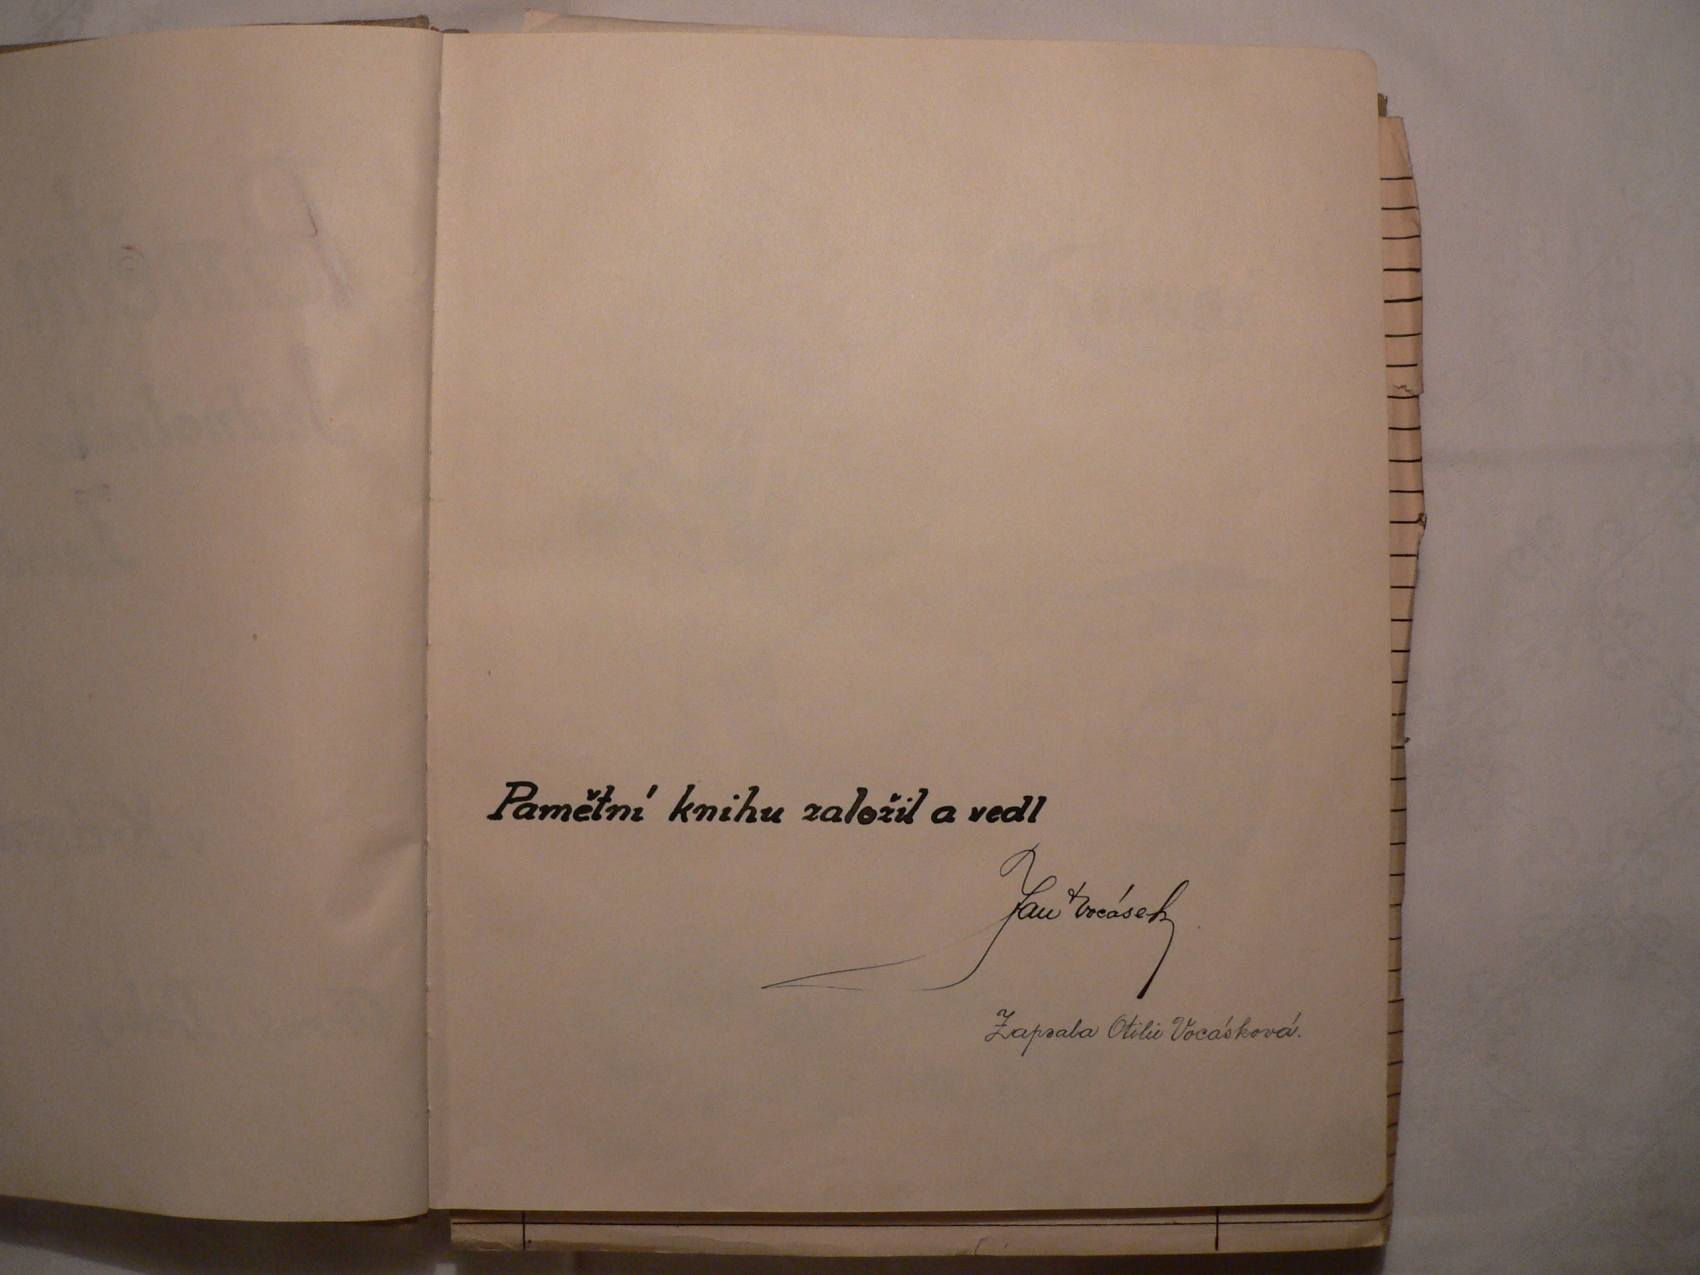 Pamětní knihu založil a vedl
Jan Vocásek
Zapsala Otilie Vocásková.